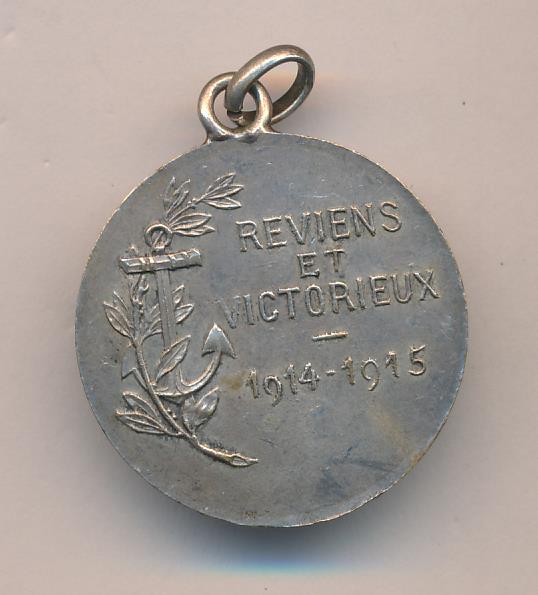 REVIENS
ET
VICTORIEUX
1914-1915